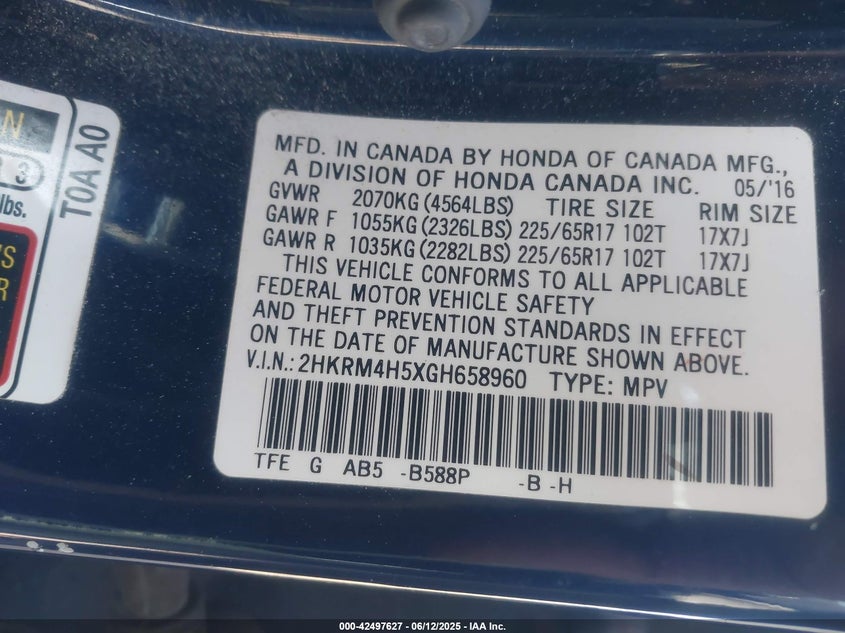 N
3
lbs.
'S
R
T0A A0
MFD. IN CANADA BY HONDA OF CANADA MFG.,
A DIVISION OF HONDA CANADA INC. 05/'16
GVWR 2070KG (4564LBS) TIRE SIZE RIM SIZE
GAWR F 1055KG (2326LBS) 225/65R17 102T 17X7J
GAWR R 1035KG (2282LBS) 225/65R17 102T 17X7J
THIS VEHICLE CONFORMS TO ALL APPLICABLE
FEDERAL MOTOR VEHICLE SAFETY
AND THEFT PREVENTION STANDARDS IN EFFECT
ON THE DATE OF MANUFACTURE SHOWN ABOVE.
V.I.N.: 2HKRM4H5XGH658960 TYPE: MPV
TFE G AB5 -B588P -B -H
000-42497627 - 06/12/2025 - IAA Inc.